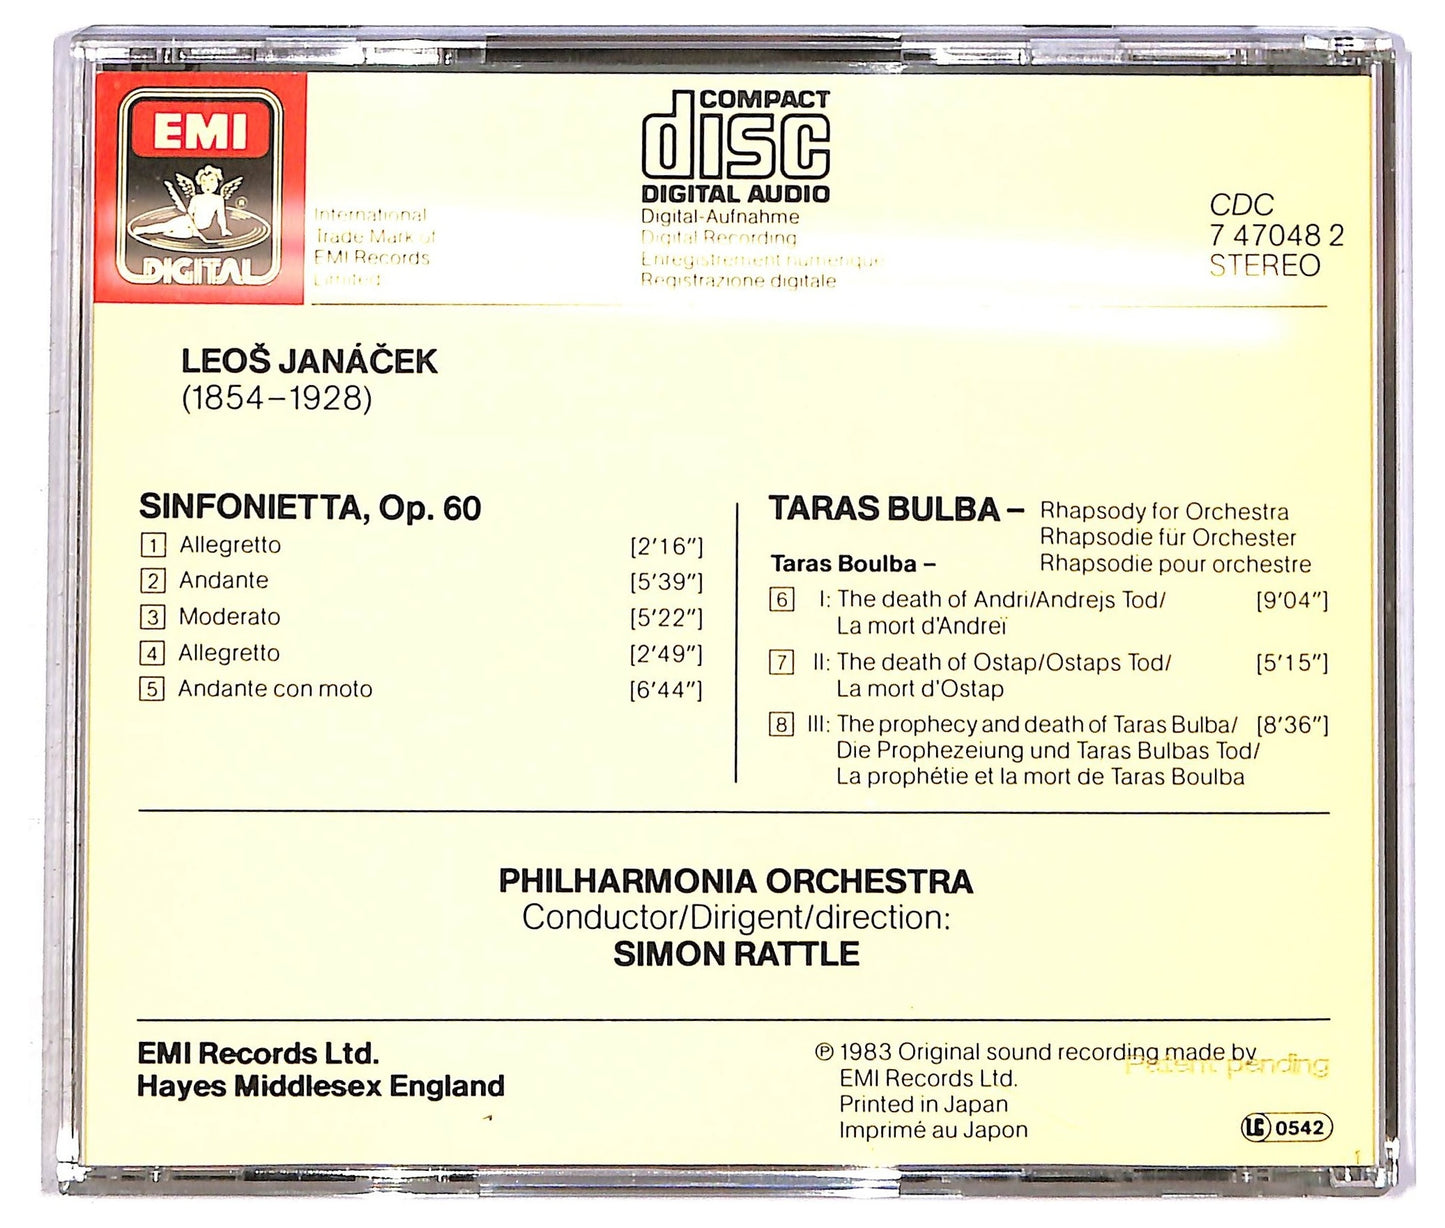 EMI
DIGITAL
®
International
Trade Mark of
EMI Records
Limited
COMPACT
disc
DIGITAL AUDIO
Digital-Aufnahme
Digital Recording
Enregistrement numérique
Registrazione digitale
CDC
7 47048 2
STEREO
LEOŠ JANÁČEK
(1854–1928)
SINFONIETTA, Op. 60
1 Allegretto [2'16"]
2 Andante [5'39"]
3 Moderato [5'22"]
4 Allegretto [2'49"]
5 Andante con moto [6'44"]
TARAS BULBA – Rhapsody for Orchestra
Rhapsodie für Orchester
Taras Boulba – Rhapsodie pour orchestre
6 I: The death of Andri/Andrejs Tod/ [9'04"]
La mort d'Andreï
7 II: The death of Ostap/Ostaps Tod/ [5'15"]
La mort d'Ostap
8 III: The prophecy and death of Taras Bulba/ [8'36"]
Die Prophezeiung und Taras Bulbas Tod/
La prophétie et la mort de Taras Boulba
PHILHARMONIA ORCHESTRA
Conductor/Dirigent/direction:
SIMON RATTLE
EMI Records Ltd.
Hayes Middlesex England
℗ 1983 Original sound recording made by
EMI Records Ltd.
Printed in Japan
Imprimé au Japon
Patent pending
LC 0542
1